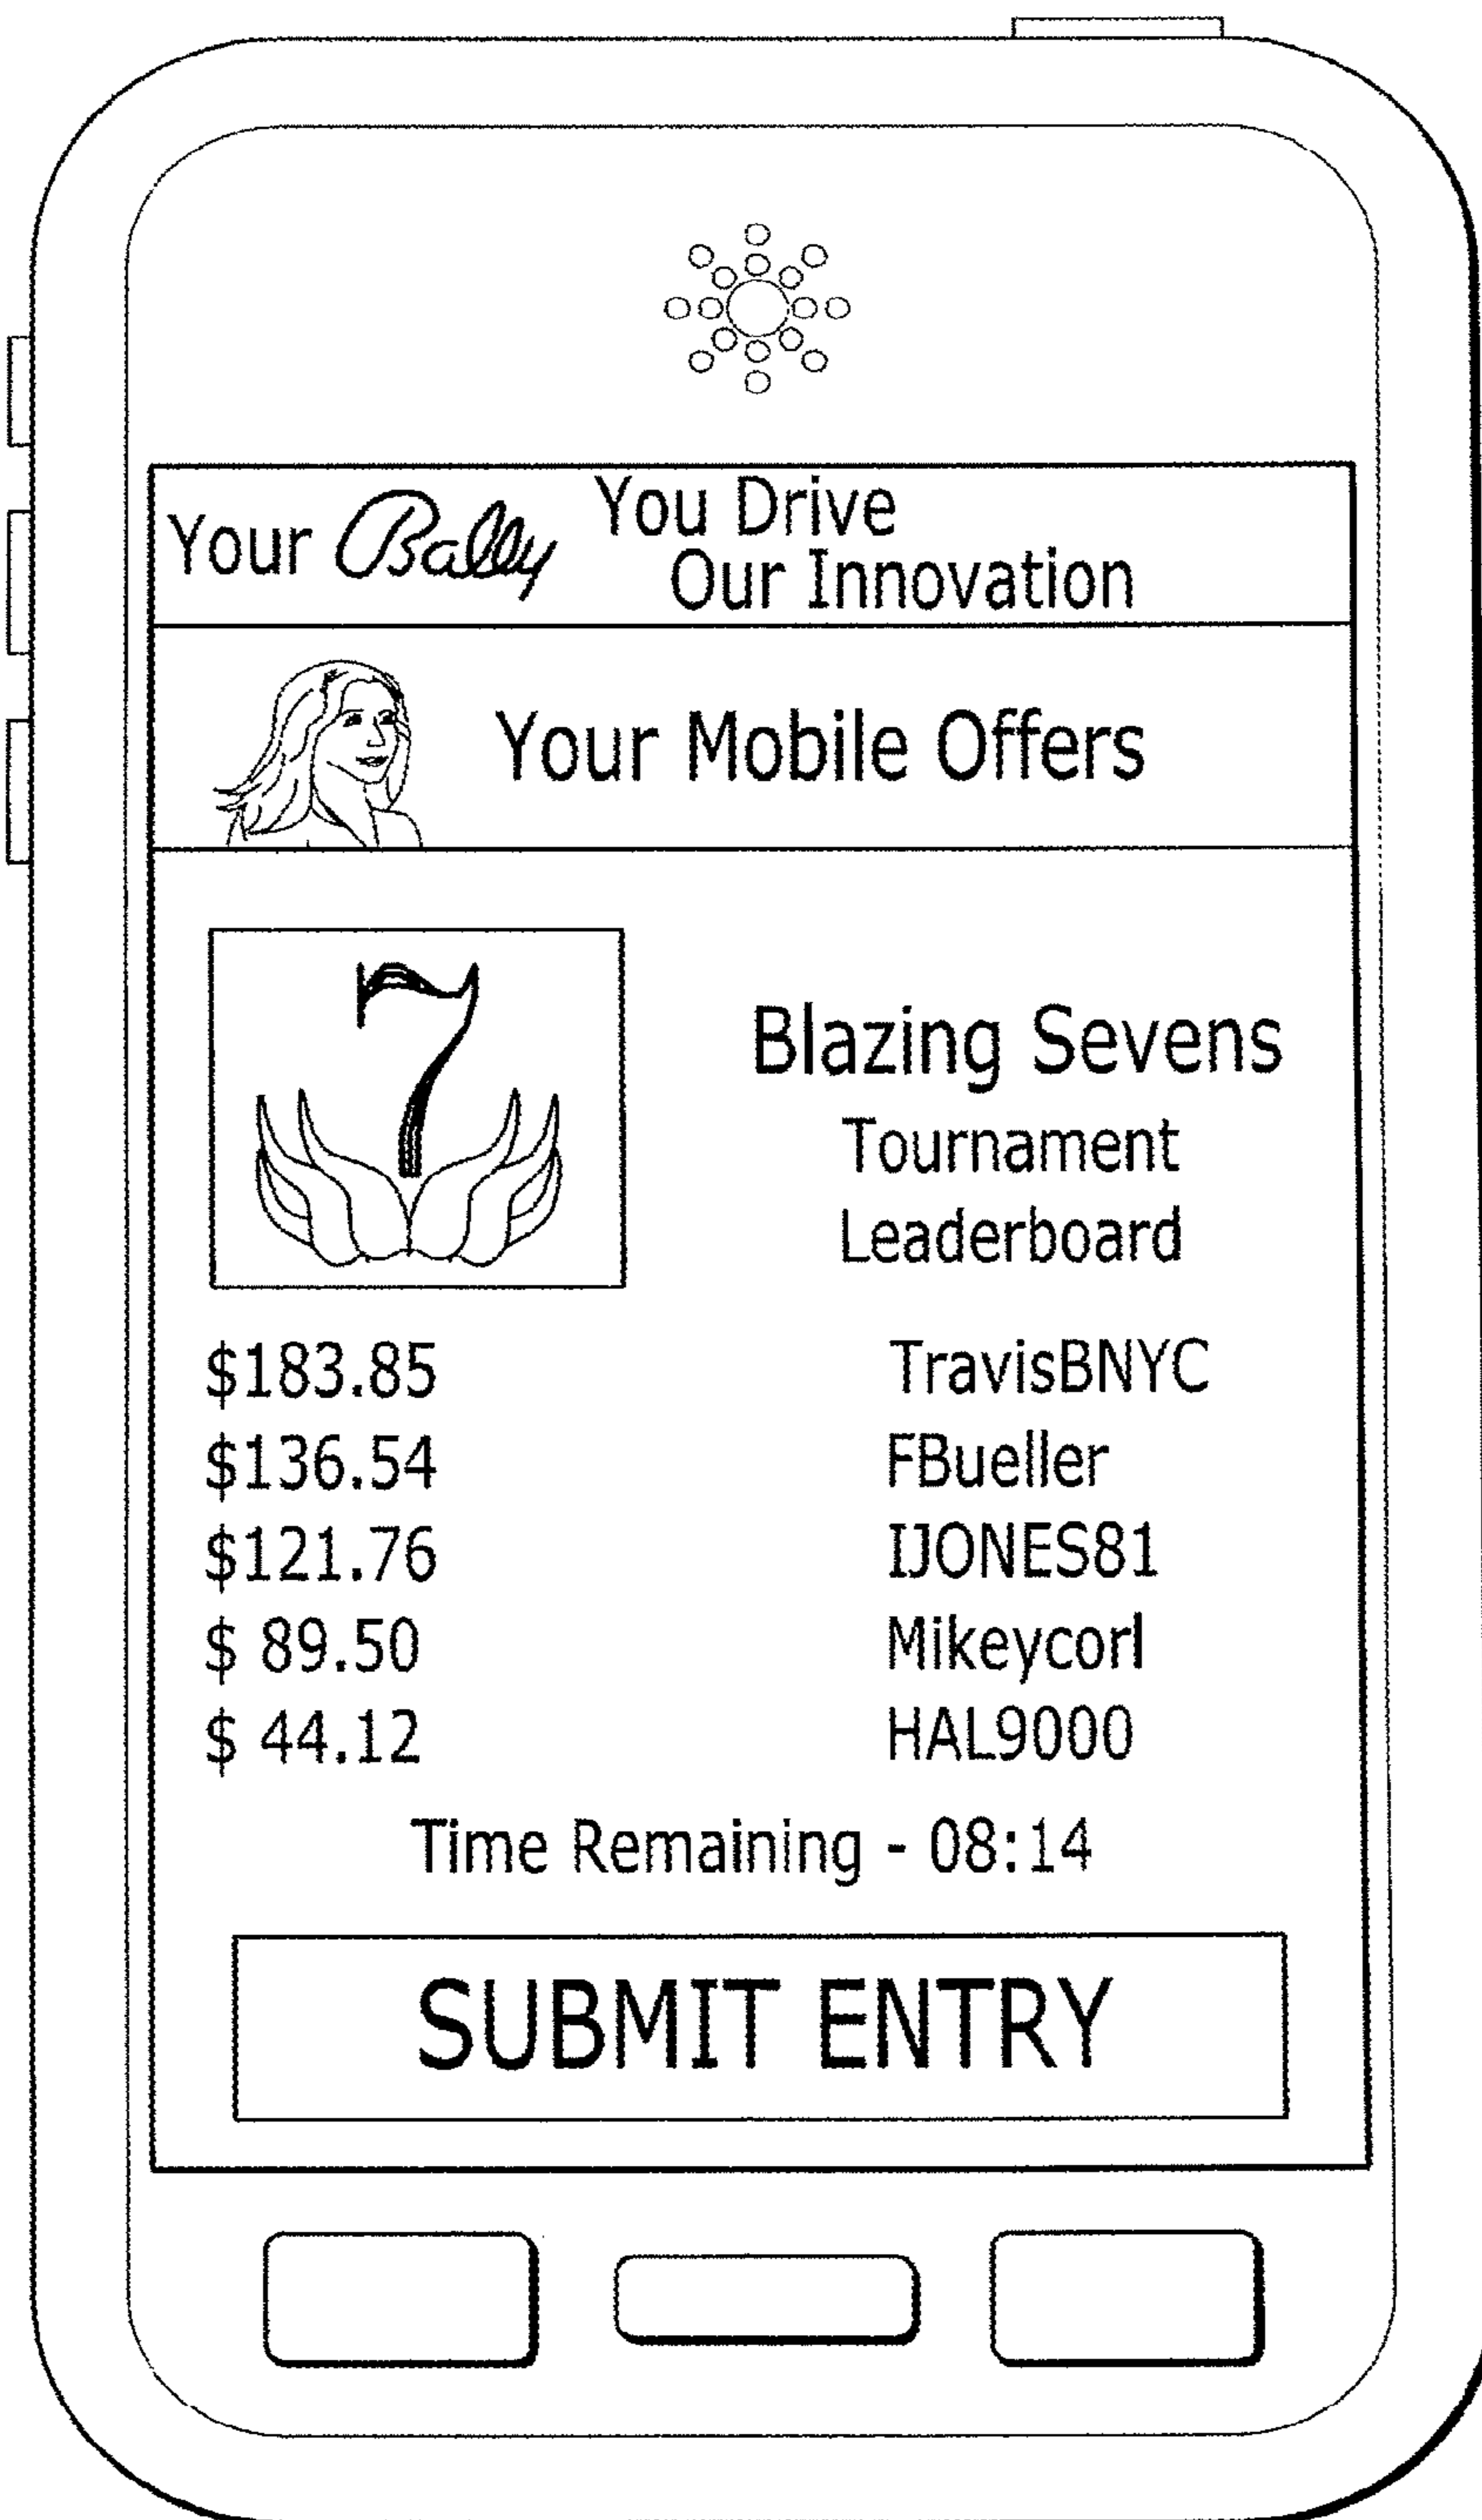 Your Bally You Drive
Our Innovation
Your Mobile Offers
7
Blazing Sevens
Tournament
Leaderboard
$183.85 TravisBNYC
$136.54 FBueller
$121.76 IJONES81
$ 89.50 Mikeycorl
$ 44.12 HAL9000
Time Remaining - 08:14
SUBMIT ENTRY